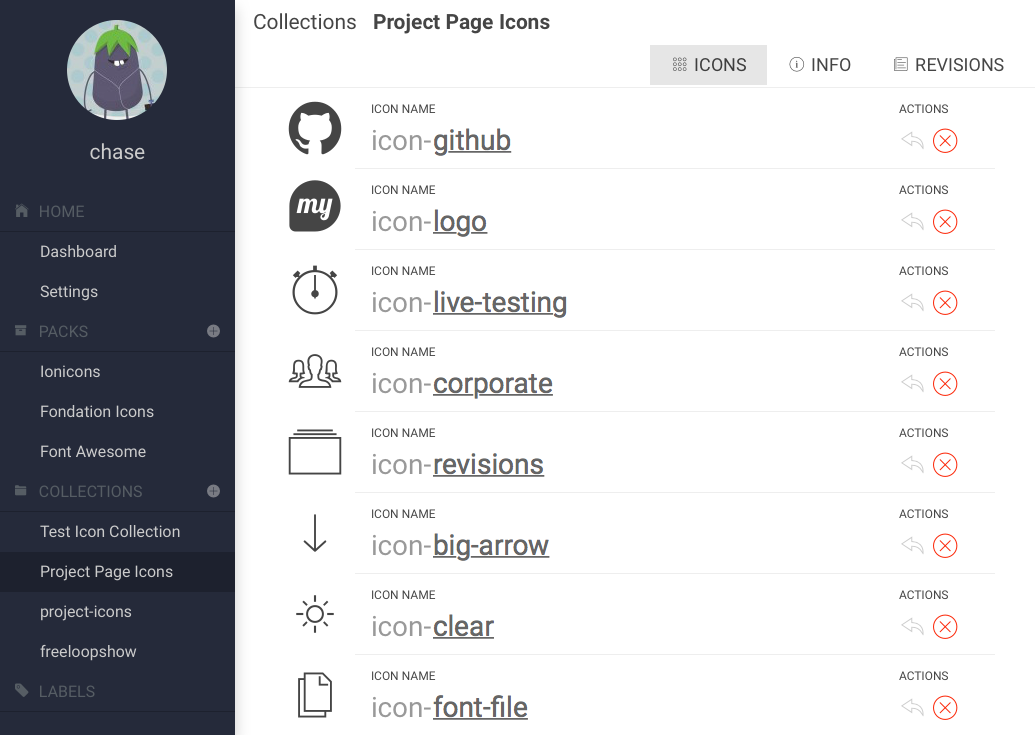 chase
HOME
Dashboard
Settings
PACKS
Ionicons
Fondation Icons
Font Awesome
COLLECTIONS
Test Icon Collection
Project Page Icons
project-icons
freeloopshow
LABELS
Collections Project Page Icons
ICONS INFO REVISIONS
ICON NAME ACTIONS
icon-github
my
ICON NAME ACTIONS
icon-logo
ICON NAME ACTIONS
icon-live-testing
ICON NAME ACTIONS
icon-corporate
ICON NAME ACTIONS
icon-revisions
ICON NAME ACTIONS
icon-big-arrow
ICON NAME ACTIONS
icon-clear
ICON NAME ACTIONS
icon-font-file